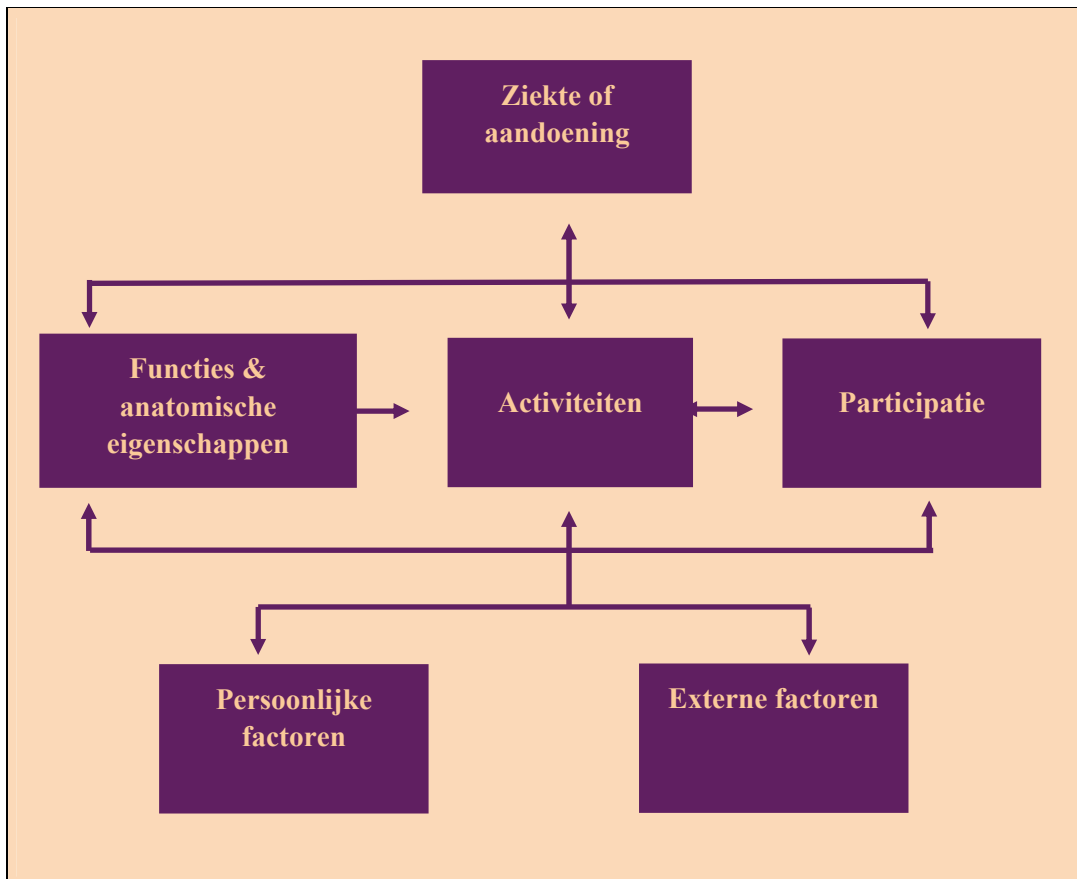 Ziekte of
aandoening
Functies &
anatomische
eigenschappen
Activiteiten
Participatie
Persoonlijke
factoren
Externe factoren